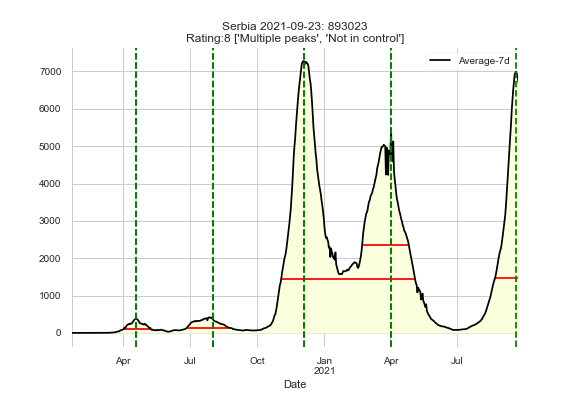 Serbia 2021-09-23: 893023
Rating:8 ['Multiple peaks', 'Not in control']
Average-7d
7000
6000
5000
4000
3000
2000
1000
0
Apr Jul Oct Jan Apr Jul
2021
Date